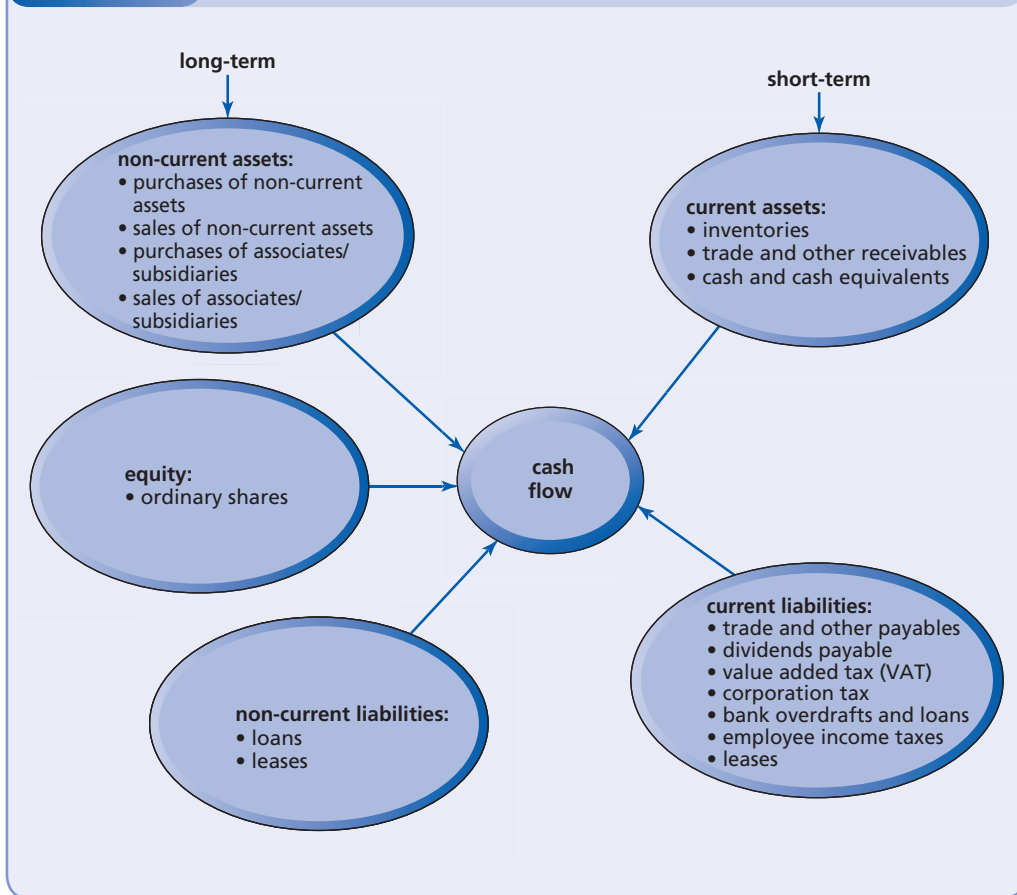 long-term
non-current assets:
• purchases of non-current
assets
• sales of non-current assets
• purchases of associates/
subsidiaries
• sales of associates/
subsidiaries
short-term
current assets:
• inventories
• trade and other receivables
• cash and cash equivalents
equity:
• ordinary shares
cash
flow
non-current liabilities:
• loans
• leases
current liabilities:
• trade and other payables
• dividends payable
• value added tax (VAT)
• corporation tax
• bank overdrafts and loans
• employee income taxes
• leases